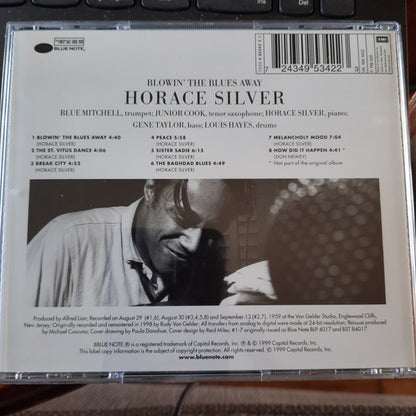 BLUE NOTE
7243 4 95342 2 1
7 24349 53422
EMI
BLOWIN' THE BLUES AWAY
HORACE SILVER
BLUE MITCHELL, trumpet; JUNIOR COOK, tenor saxophone; HORACE SILVER, piano;
GENE TAYLOR, bass; LOUIS HAYES, drums
1 BLOWIN' THE BLUES AWAY 4:40
(HORACE SILVER)
2 THE ST. VITUS DANCE 4:06
(HORACE SILVER)
3 BREAK CITY 4:53
(HORACE SILVER)
4 PEACE 5:58
(HORACE SILVER)
5 SISTER SADIE 6:13
(HORACE SILVER)
6 THE BAGHDAD BLUES 4:49
(HORACE SILVER)
7 MELANCHOLY MOOD 7:04
(HORACE SILVER)
8 HOW DID IT HAPPEN 4:41 *
(DON NEWEY)
* Not part of the original album
Produced by Alfred Lion; Recorded on August 29 (#1,6), August 30 (#3,4,5,8) and September 13 (#2,7), 1959 at the Van Gelder Studio, Englewood Cliffs,
New Jersey; Originally recorded and remastered in 1998 by Rudy Van Gelder; All transfers from analog to digital were made at 24-bit resolution; Reissue produced
by Michael Cuscuna; Cover drawing by Paula Donohue; Cover design by Reid Miles; #1-7 originally issued as Blue Note BLP 4017 and BST 84017
BLUE NOTE ® is a registered trademark of Capitol Records, Inc. ℗ & © 1999 Capitol Records, Inc.
This label copy information is the subject of copyright protection. All rights reserved. © 1999 Capitol Records, Inc.
www.bluenote.com